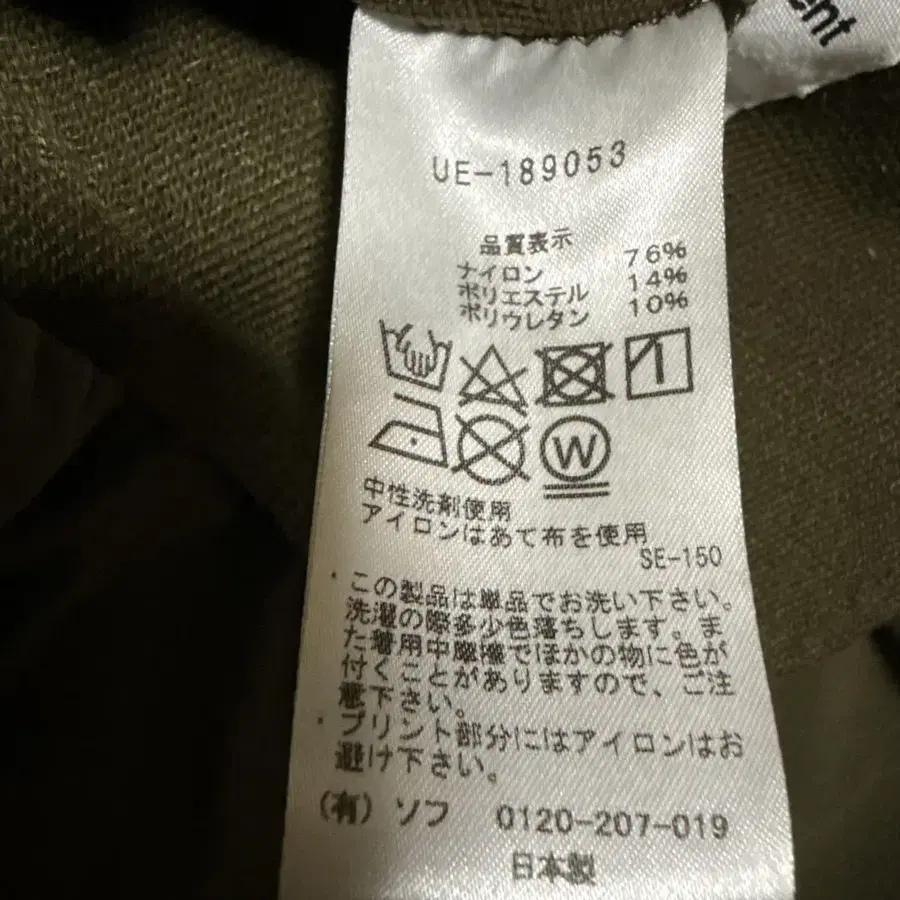 ent
UE-189053
品質表示
ナイロン 76%
ポリエステル 14%
ポリウレタン 10%
W
中性洗剤使用
アイロンはあて布を使用
SE-150
・この製品は単品でお洗い下さい。
洗濯の際多少色落ちします。ま
た着用中摩擦でほかの物に色が
付くことがありますので、ご注
意下さい。
・プリント部分にはアイロンはお
避け下さい。
(有) ソフ 0120-207-019
日本製